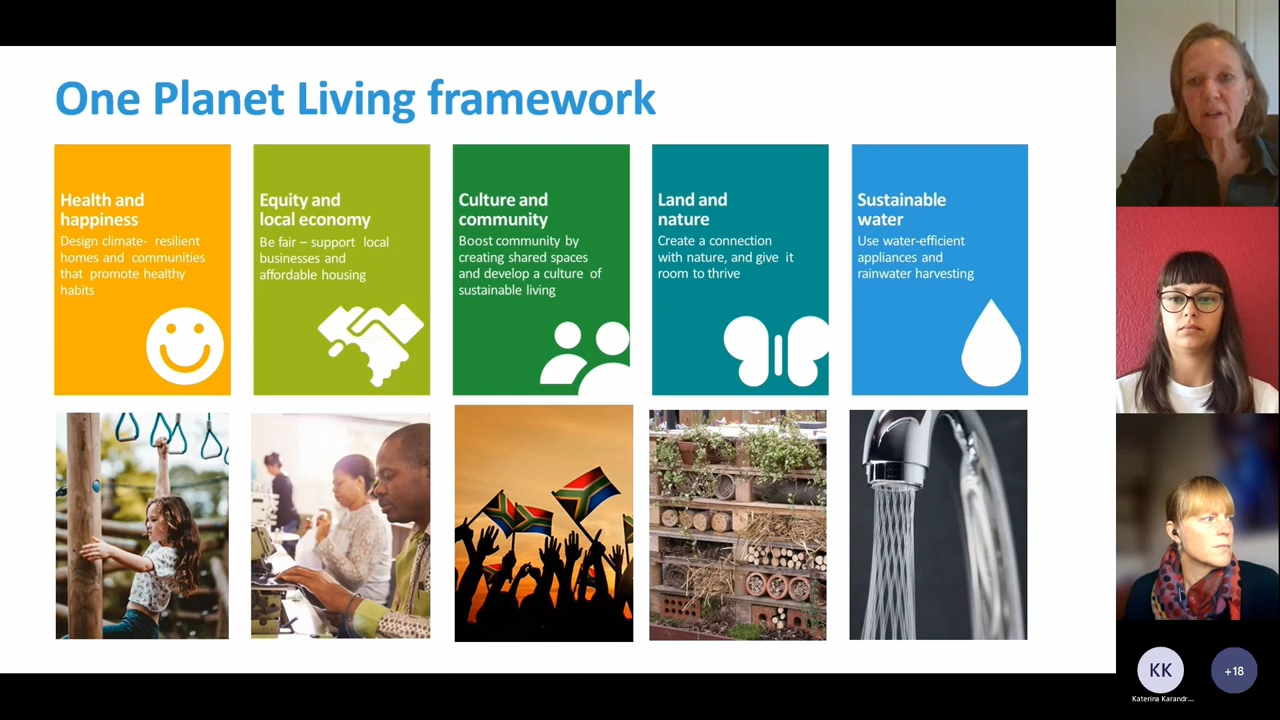 One Planet Living framework
Health and
happiness
Design climate- resilient
homes and communities
that promote healthy
habits
Equity and
local economy
Be fair – support local
businesses and
affordable housing
Culture and
community
Boost community by
creating shared spaces
and develop a culture of
sustainable living
Land and
nature
Create a connection
with nature, and give it
room to thrive
Sustainable
water
Use water-efficient
appliances and
rainwater harvesting
KK
+18
Katerina Karandr...